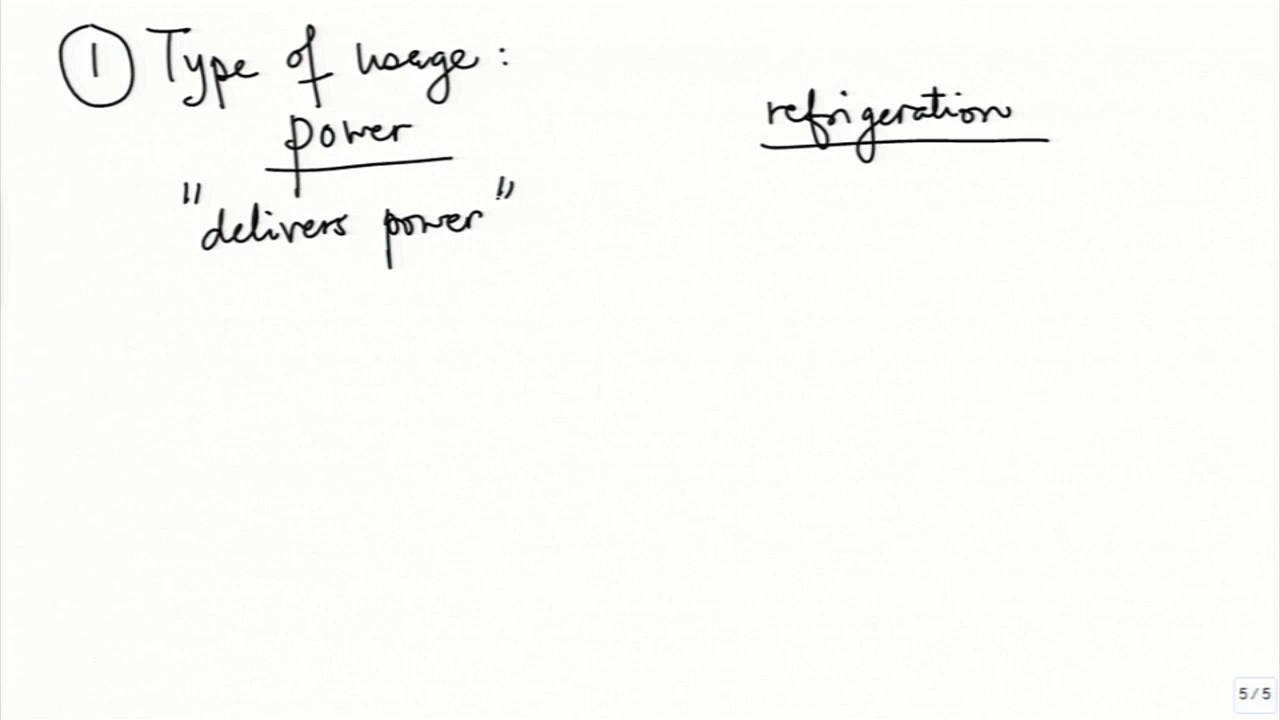 ① Type of usage:
power
"delivers power"
refrigeration
5/5